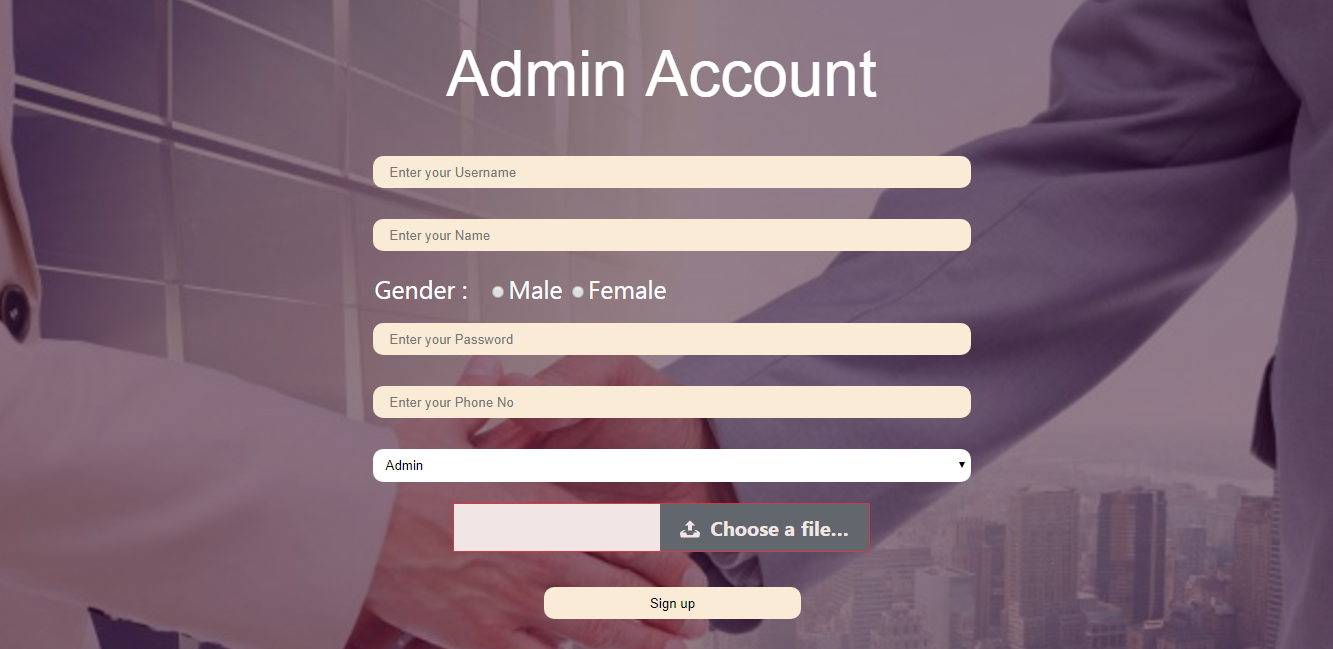 Admin Account
Enter your Username
Enter your Name
Gender : Male Female
Enter your Password
Enter your Phone No
Admin
Choose a file...
Sign up